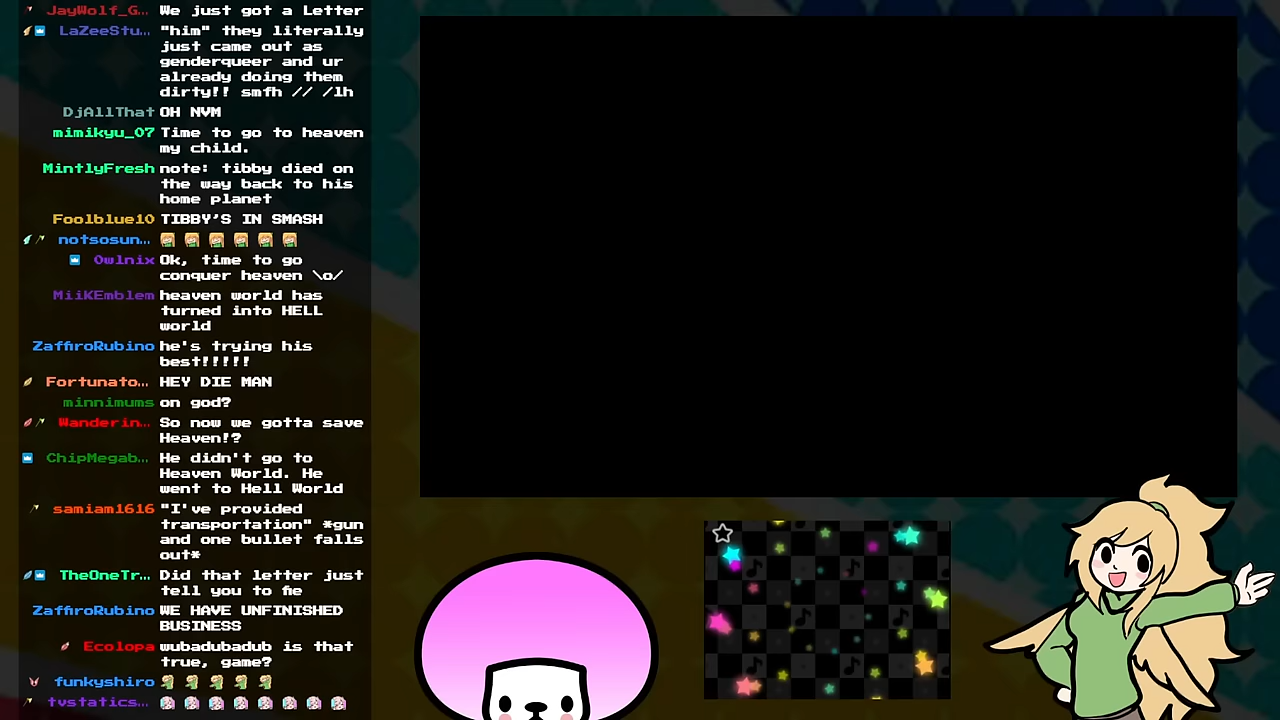 JayWolf_G... We just got a Letter
LaZeeStu... "him" they literally
just came out as
genderqueer and ur
already doing them
dirty!! smfh // /lh
DjAllThat OH NVM
mimikyu_07 Time to go to heaven
my child.
MintlyFresh note: tibby died on
the way back to his
home planet
Foolblue10 TIBBY'S IN SMASH
notsosun...
Owlnix Ok, time to go
conquer heaven \o/
MiiKEmblem heaven world has
turned into HELL
world
ZaffiroRubino he's trying his
best!!!!!
Fortunato... HEY DIE MAN
minnimums on god?
Wanderin... So now we gotta save
Heaven!?
ChipMegab... He didn't go to
Heaven World. He
went to Hell World
samiam1616 "I've provided
transportation" *gun
and one bullet falls
out*
TheOneTr... Did that letter just
tell you to fie
ZaffiroRubino WE HAVE UNFINISHED
BUSINESS
Ecolopa wubadubadub is that
true, game?
funkyshiro
tvstatics...